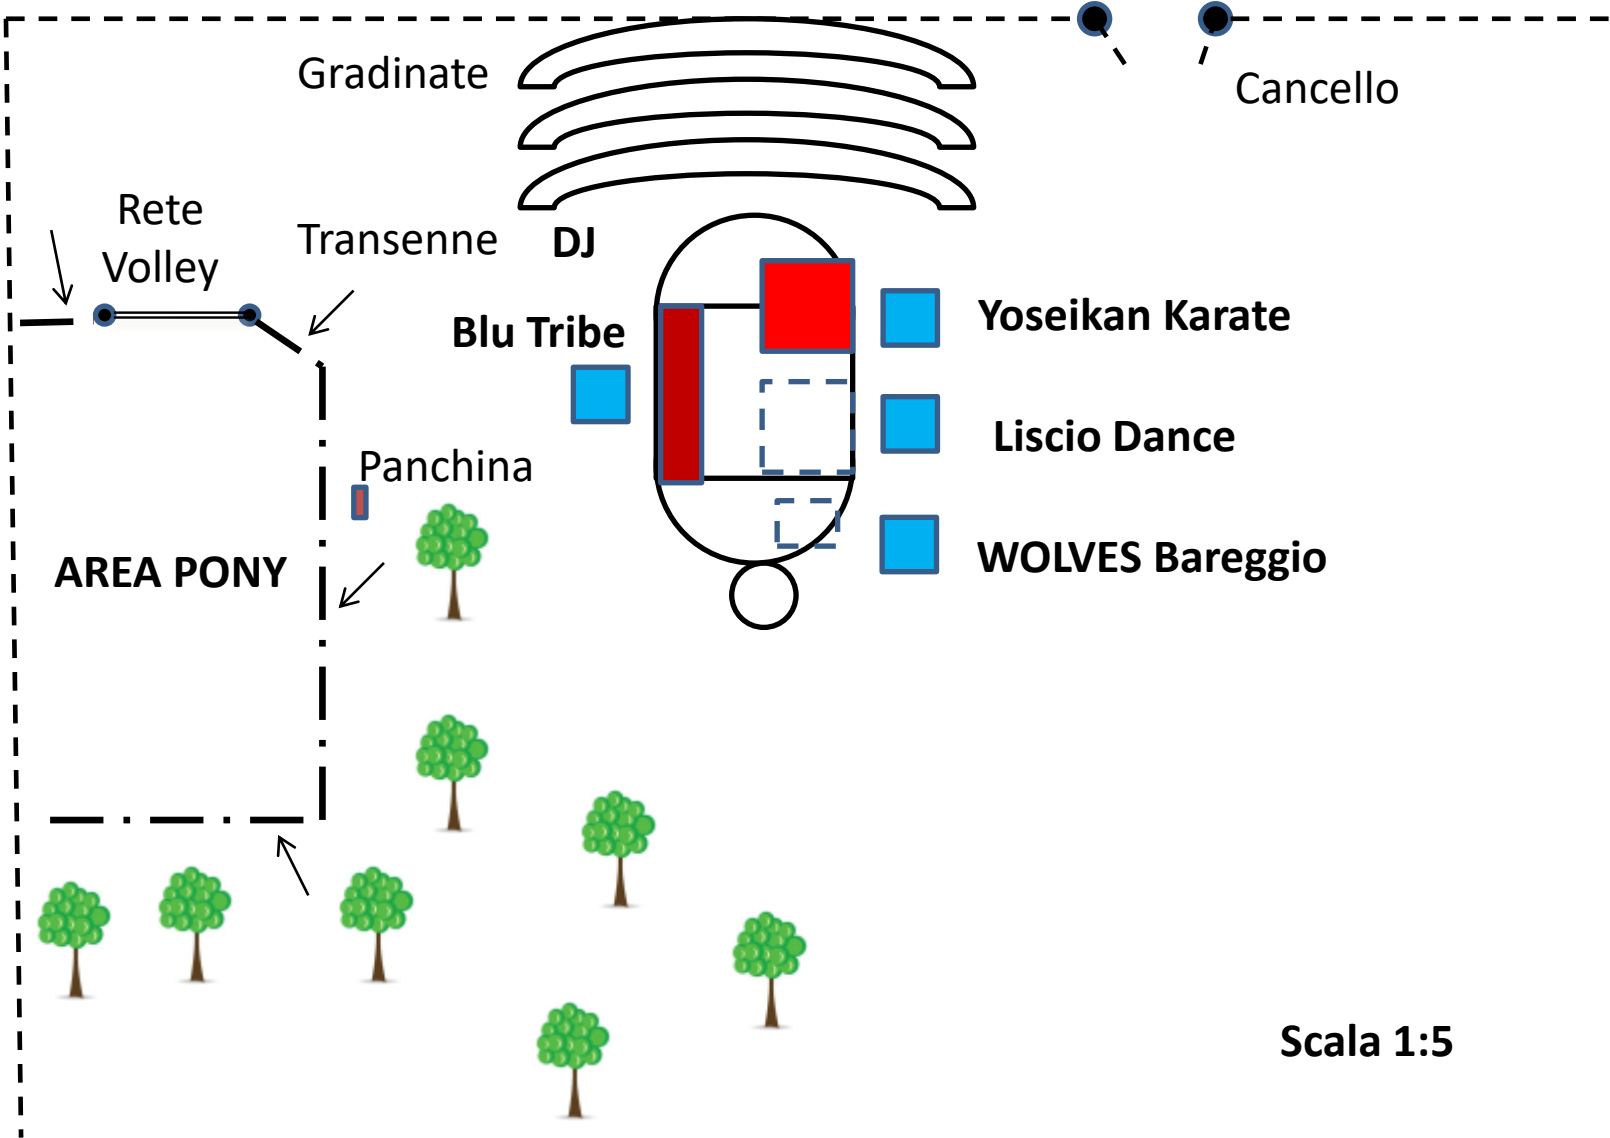 Gradinate
Cancello
Rete
Volley
Transenne
DJ
Blu Tribe
Yoseikan Karate
Liscio Dance
Panchina
AREA PONY
WOLVES Bareggio
Scala 1:5